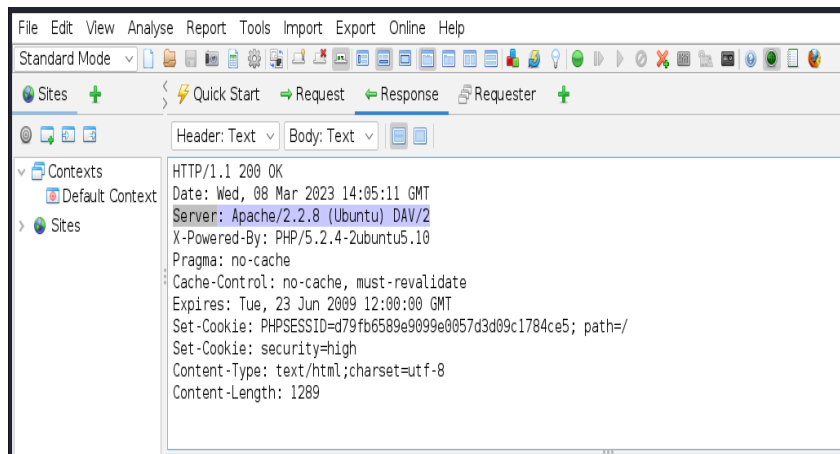 File Edit View Analyse Report Tools Import Export Online Help
Standard Mode
Sites Quick Start Request Response Requester
Header: Text Body: Text
Contexts
Default Context
Sites
HTTP/1.1 200 OK
Date: Wed, 08 Mar 2023 14:05:11 GMT
Server: Apache/2.2.8 (Ubuntu) DAV/2
X-Powered-By: PHP/5.2.4-2ubuntu5.10
Pragma: no-cache
Cache-Control: no-cache, must-revalidate
Expires: Tue, 23 Jun 2009 12:00:00 GMT
Set-Cookie: PHPSESSID=d79fb6589e9099e0057d3d09c1784ce5; path=/
Set-Cookie: security=high
Content-Type: text/html;charset=utf-8
Content-Length: 1289